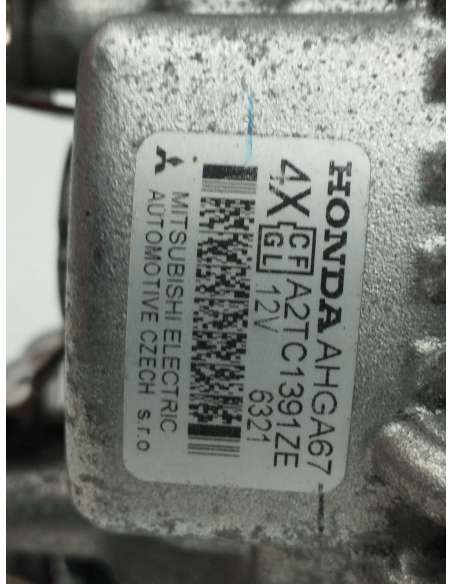 HONDA AHGA67
4X CF GL A2TC1391ZE
12V 6321
MITSUBISHI ELECTRIC
AUTOMOTIVE CZECH s.r.o